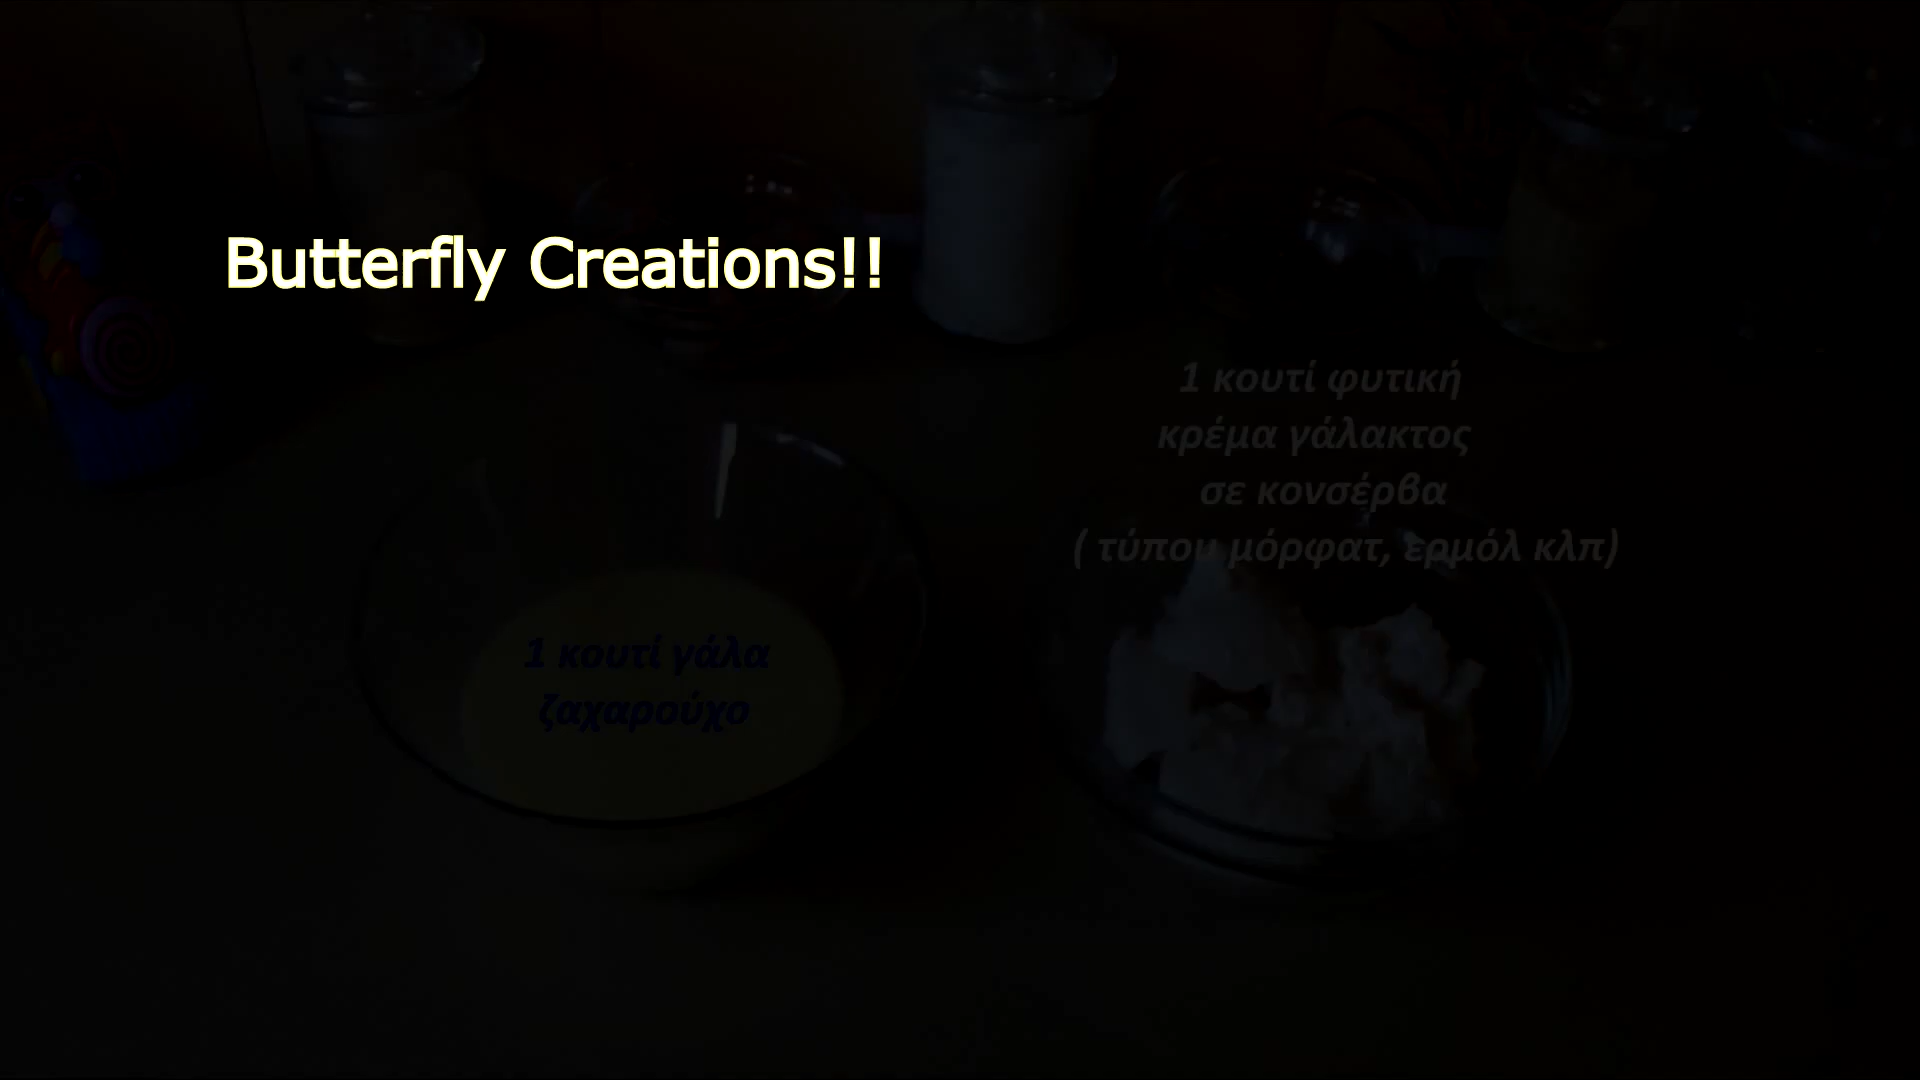 Butterfly Creations!!
1 κουτί φυτική
κρέμα γάλακτος
σε κονσέρβα
( τύπου μόρφατ, ερμόλ κλπ)
1 κουτί γάλα
ζαχαρούχο